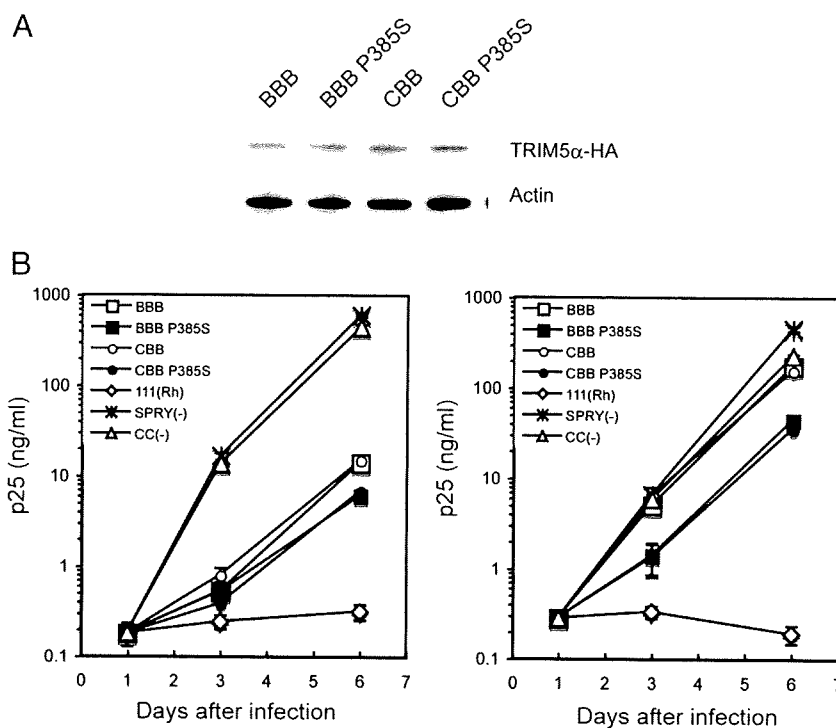 A
BBB
BBB P385S
CBB
CBB P385S
TRIM5α-HA
Actin
B
1000
100
10
1
0.1
p25 (ng/ml)
BBB
BBB P385S
CBB
CBB P385S
111(Rh)
SPRY(-)
CC(-)
0 1 2 3 4 5 6 7
Days after infection
1000
100
10
1
0.1
p25 (ng/ml)
BBB
BBB P385S
CBB
CBB P385S
111(Rh)
SPRY(-)
CC(-)
0 1 2 3 4 5 6 7
Days after infection